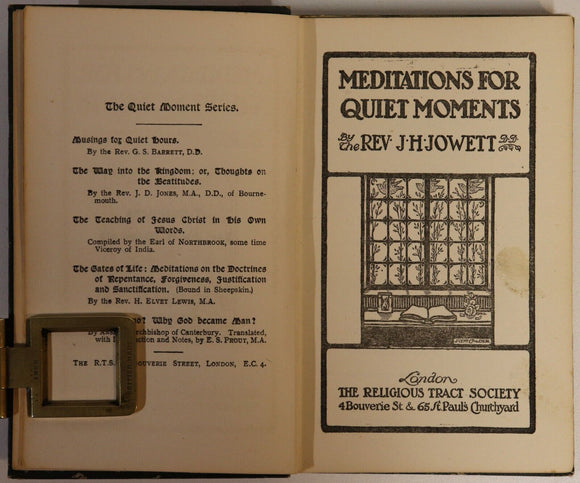 The Quiet Moment Series.
Musings for Quiet Hours.
By the Rev. G. S. BARRETT, D.D.
The Way into the Kingdom: or, Thoughts on
the Beatitudes.
By the Rev. J. D. JONES, M.A., D.D., of Bourne-
mouth.
The Teaching of Jesus Christ in His Own
Words.
Compiled by the Earl of NORTHBROOK, some time
Viceroy of India.
The Gates of Life: Meditations on the Doctrines
of Repentance, Forgiveness, Justification
and Sanctification. (Bound in Sheepskin.)
By the Rev. H. ELVET LEWIS, M.A.
Why God became Man?
By Archbishop of Canterbury. Translated,
with and Notes, by E. S. PROUT, M.A.
THE R.T.S. BOUVERIE STREET, LONDON, E.C. 4.
MEDITATIONS FOR
QUIET MOMENTS
By the REV. J. H. JOWETT D.D.
London
THE RELIGIOUS TRACT SOCIETY
4 Bouverie St & 65 St Paul's Churchyard